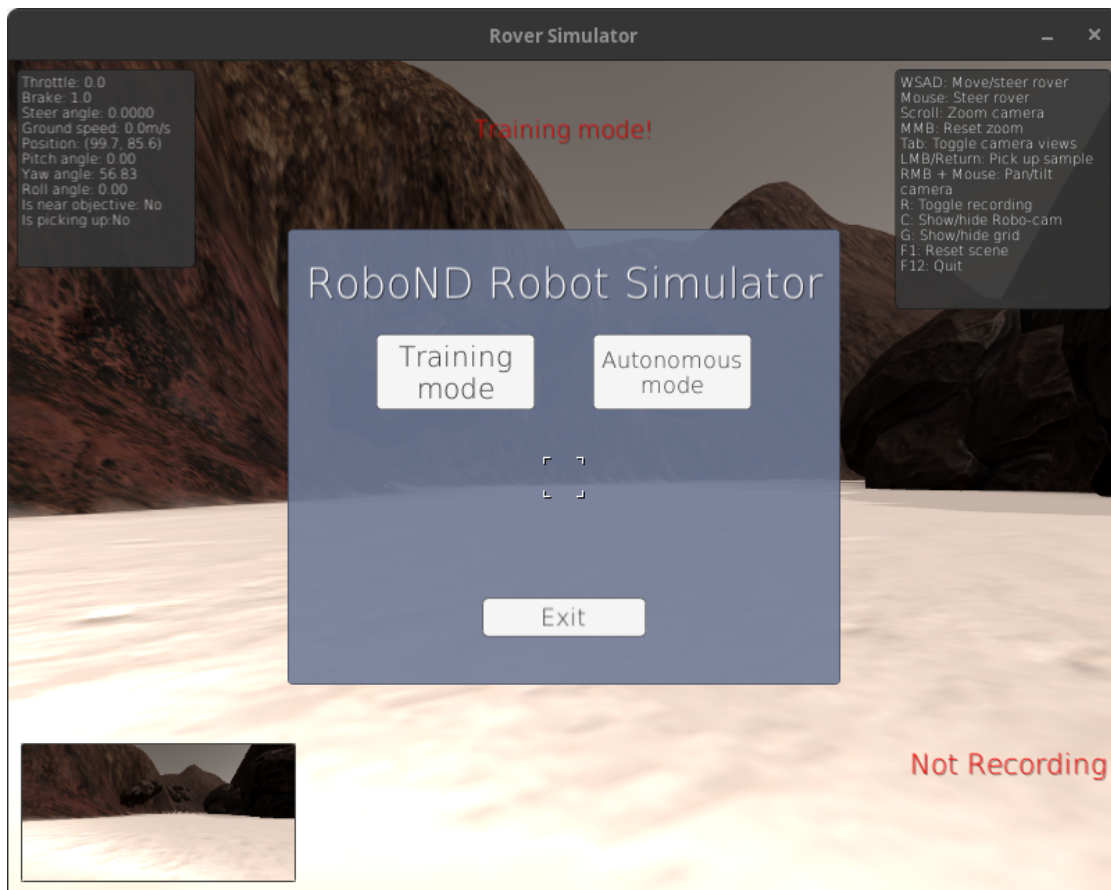 Rover Simulator
Throttle: 0.0
Brake: 1.0
Steer angle: 0.0000
Ground speed: 0.0m/s
Position: (99.7, 85.6)
Pitch angle: 0.00
Yaw angle: 56.83
Roll angle: 0.00
Is near objective: No
Is picking up:No
Training mode!
WSAD: Move/steer rover
Mouse: Steer rover
Scroll: Zoom camera
MMB: Reset zoom
Tab: Toggle camera views
LMB/Return: Pick up sample
RMB + Mouse: Pan/tilt
camera
R: Toggle recording
C: Show/hide Robo-cam
G: Show/hide grid
F1: Reset scene
F12: Quit
RoboND Robot Simulator
Training
mode
Autonomous
mode
Exit
Not Recording